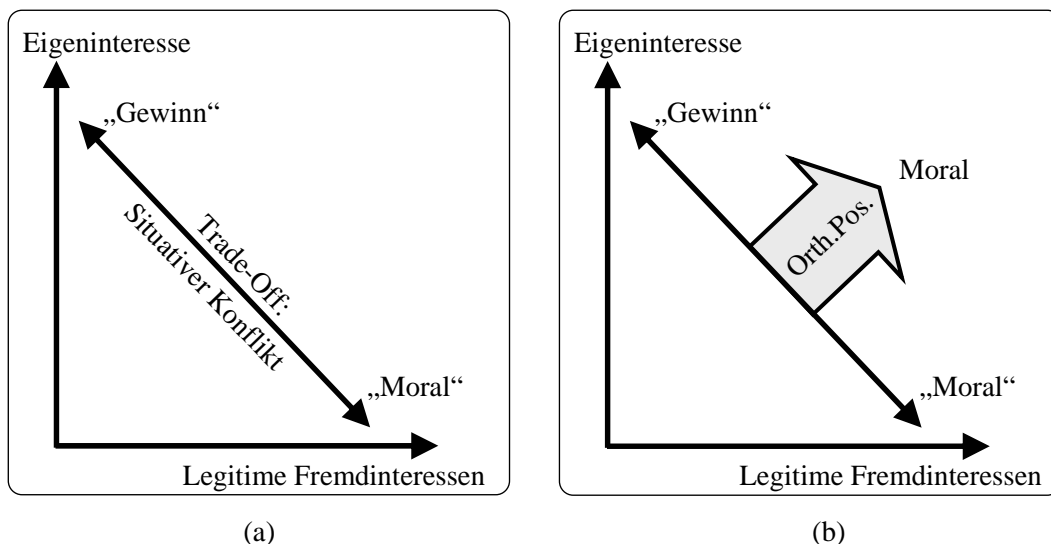 Eigeninteresse
„Gewinn“
Trade-Off:
Situativer Konflikt
„Moral“
Legitime Fremdinteressen
(a)
Eigeninteresse
„Gewinn“
Moral
Orth.Pos.
„Moral“
Legitime Fremdinteressen
(b)